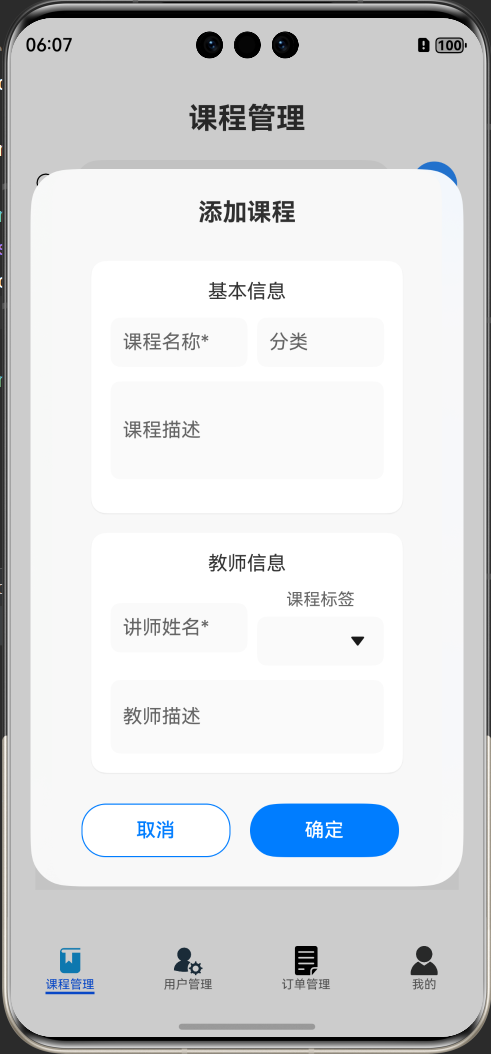 06:07
100
课程管理
添加课程
基本信息
课程名称*
分类
课程描述
教师信息
课程标签
讲师姓名*
教师描述
取消
确定
课程管理
用户管理
订单管理
我的